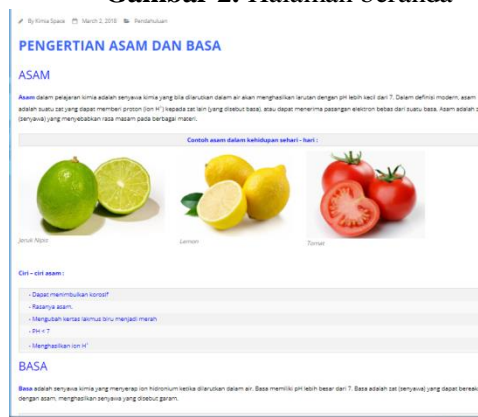 Gambar 2. Halaman beranda
By Kimia Space March 2, 2018 Pendahuluan
PENGERTIAN ASAM DAN BASA
ASAM
Asam dalam pelajaran kimia adalah senyawa kimia yang bila dilarutkan dalam air akan menghasilkan larutan dengan pH lebih kecil dari 7. Dalam definisi modern, asam
adalah suatu zat yang dapat memberi proton (ion H⁺) kepada zat lain (yang disebut basa), atau dapat menerima pasangan elektron bebas dari suatu basa. Asam adalah
(senyawa) yang menyebabkan rasa masam pada berbagai materi.
Contoh asam dalam kehidupan sehari – hari :
Jeruk Nipis
Lemon
Tomat
Ciri – ciri asam :
- Dapat menimbulkan korosif
- Rasanya asam.
- Mengubah kertas lakmus biru menjadi merah
- PH < 7
- Menghasilkan ion H⁺
BASA
Basa adalah senyawa kimia yang menyerap ion hidronium ketika dilarutkan dalam air. Basa memiliki pH lebih besar dari 7. Basa adalah zat (senyawa) yang dapat bereak
dengan asam, menghasilkan senyawa yang disebut garam.